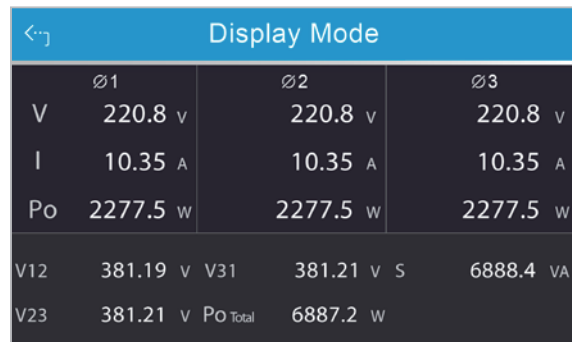 Display Mode
Ø1 Ø2 Ø3
V 220.8 V 220.8 V 220.8 V
I 10.35 A 10.35 A 10.35 A
Po 2277.5 W 2277.5 W 2277.5 W
V12 381.19 V V31 381.21 V S 6888.4 VA
V23 381.21 V Po Total 6887.2 W